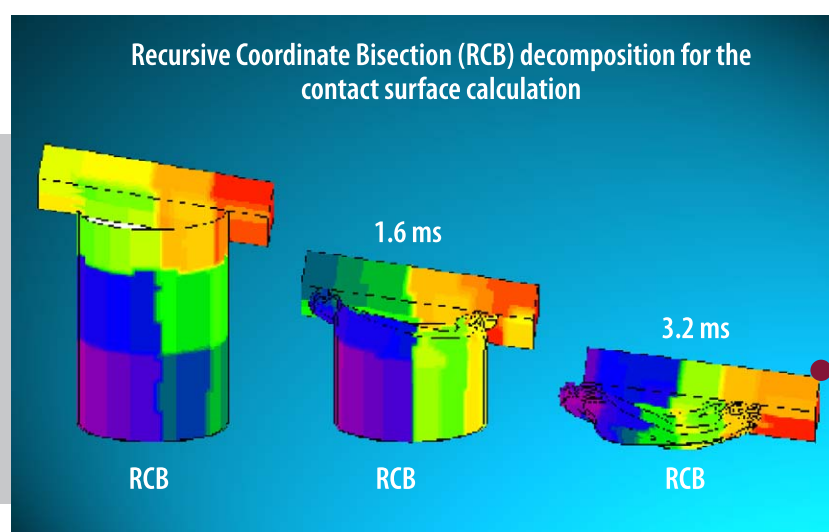 Recursive Coordinate Bisection (RCB) decomposition for the
contact surface calculation
1.6 ms
3.2 ms
RCB
RCB
RCB